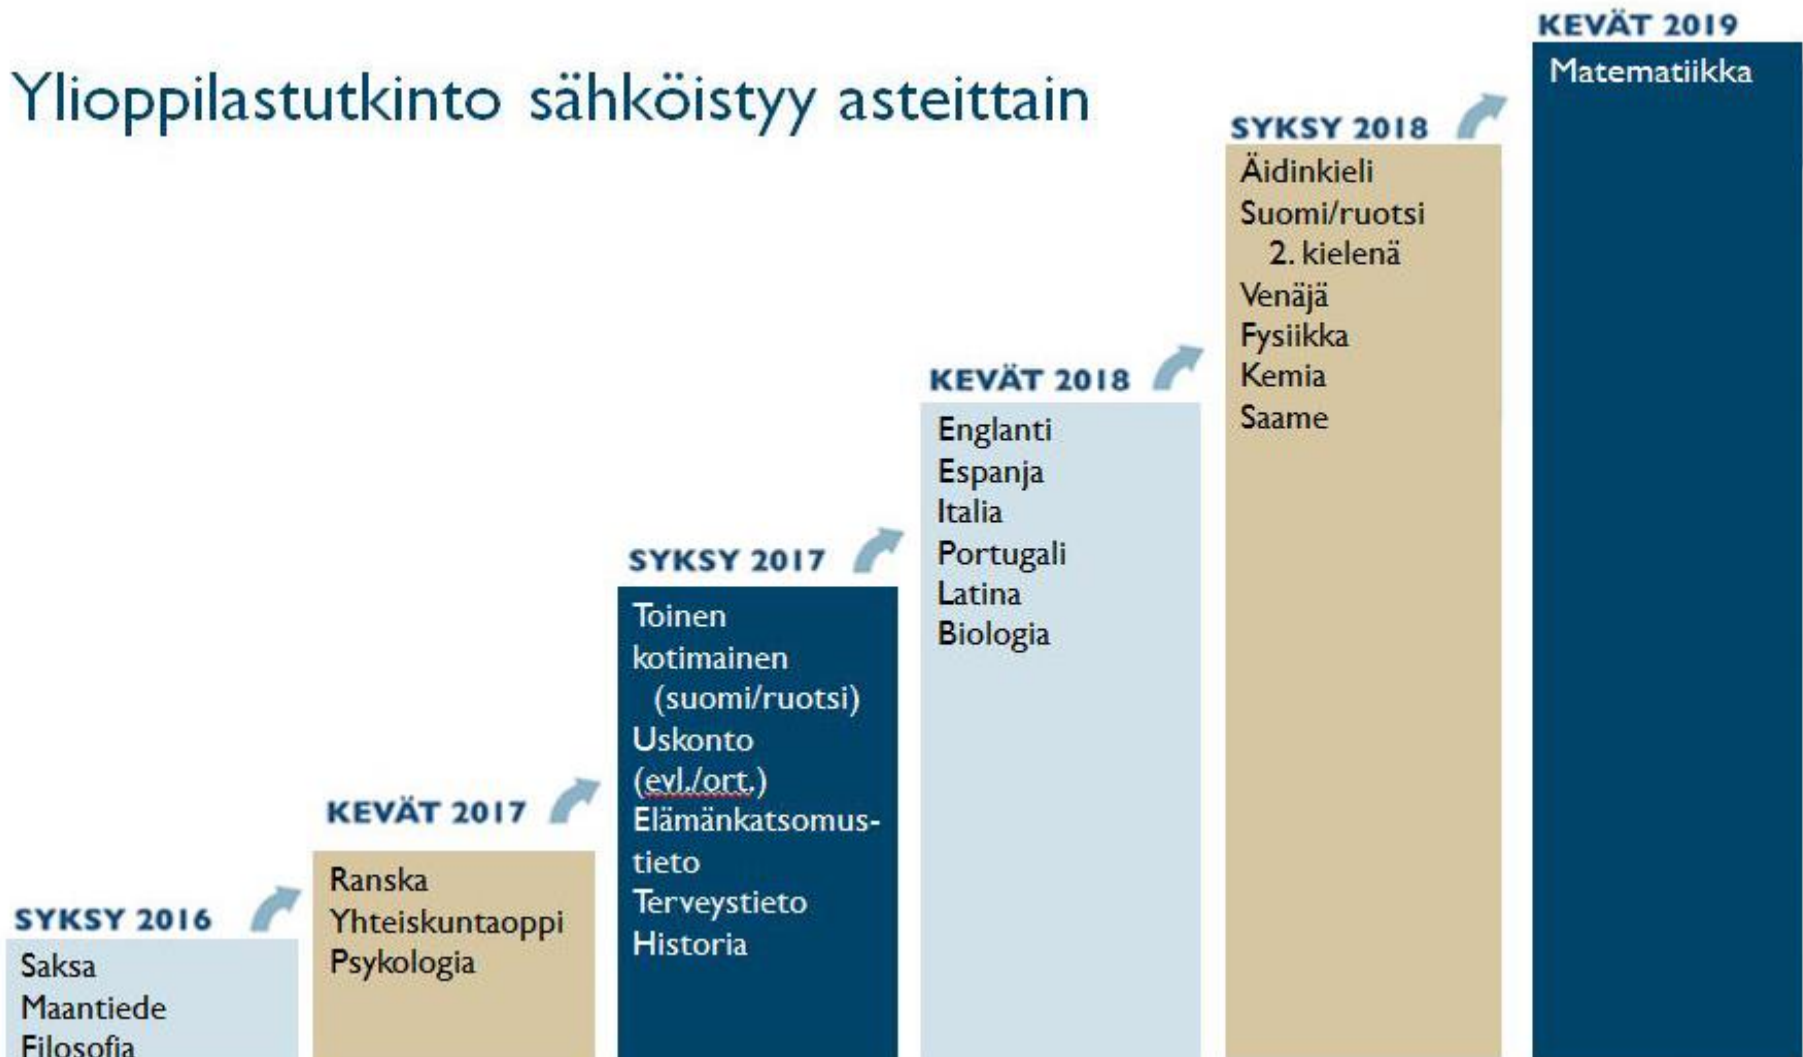 Ylioppilastutkinto sähköistyy asteittain
SYKSY 2016
Saksa
Maantiede
Filosofia
KEVÄT 2017
Ranska
Yhteiskuntaoppi
Psykologia
SYKSY 2017
Toinen
kotimainen
(suomi/ruotsi)
Uskonto
(evl./ort.)
Elämänkatsomus-
tieto
Terveystieto
Historia
KEVÄT 2018
Englanti
Espanja
Italia
Portugali
Latina
Biologia
SYKSY 2018
Äidinkieli
Suomi/ruotsi
2. kielenä
Venäjä
Fysiikka
Kemia
Saame
KEVÄT 2019
Matematiikka